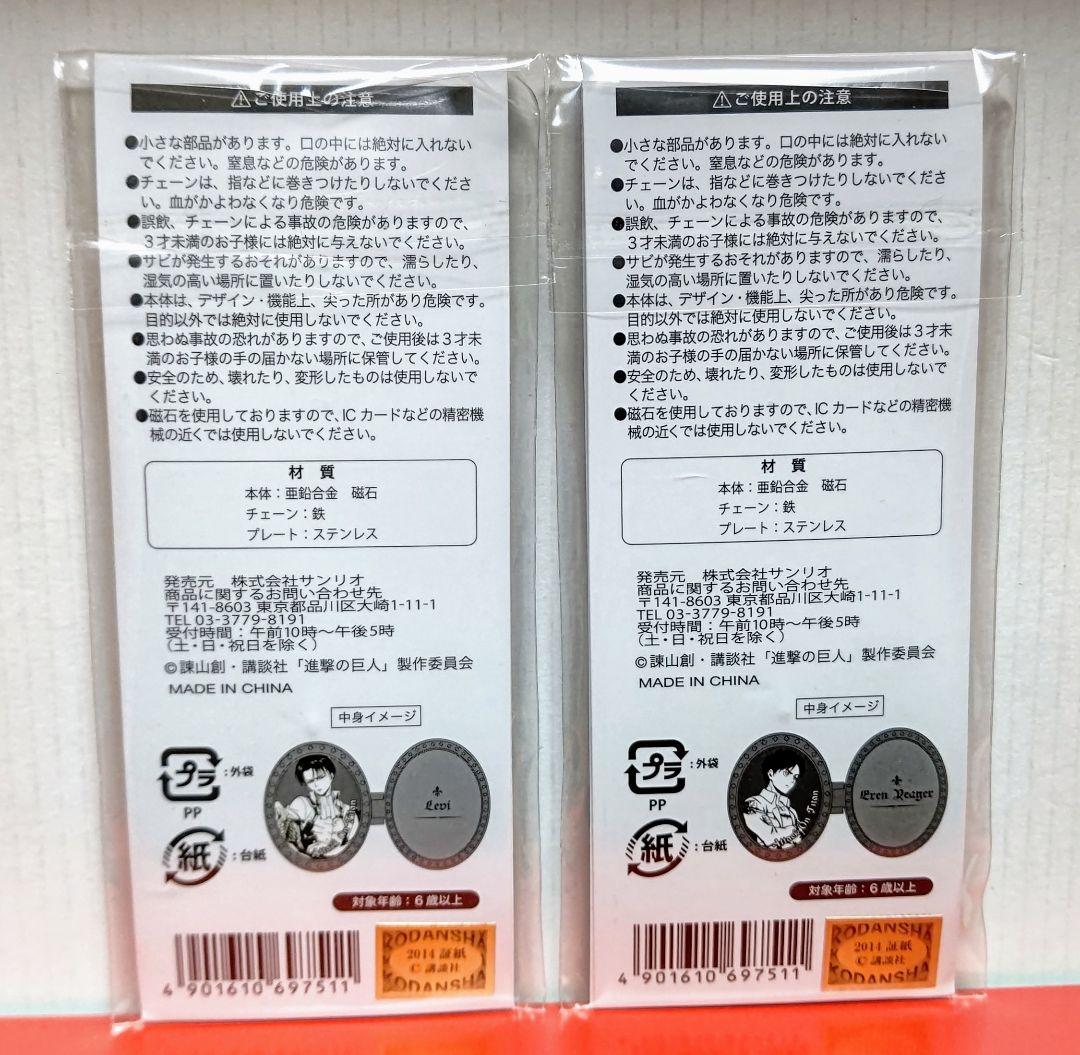 ⚠ご使用上の注意
●小さな部品があります。口の中には絶対に入れない
でください。窒息などの危険があります。
●チェーンは、指などに巻きつけたりしないでくださ
い。血がかよわなくなり危険です。
●誤飲、チェーンによる事故の危険がありますので、
3才未満のお子様には絶対に与えないでください。
●サビが発生するおそれがありますので、濡らしたり、
湿気の高い場所に置いたりしないでください。
●本体は、デザイン・機能上、尖った所があり危険です。
目的以外では絶対に使用しないでください。
●思わぬ事故の恐れがありますので、ご使用後は3才未
満のお子様の手の届かない場所に保管してください。
●安全のため、壊れたり、変形したものは使用しないで
ください。
●磁石を使用しておりますので、ICカードなどの精密機
械の近くでは使用しないでください。
材 質
本体：亜鉛合金 磁石
チェーン：鉄
プレート：ステンレス
発売元 株式会社サンリオ
商品に関するお問い合わせ先
〒141-8603 東京都品川区大崎1-11-1
TEL 03-3779-8191
受付時間：午前10時～午後5時
（土・日・祝日を除く）
©諫山創・講談社「進撃の巨人」製作委員会
MADE IN CHINA
中身イメージ
プラ：外袋
PP
Levi
紙：台紙
対象年齢：6歳以上
4 901610 697511
KODANSHA
2014 証紙
©講談社
KODANSHA
⚠ご使用上の注意
●小さな部品があります。口の中には絶対に入れない
でください。窒息などの危険があります。
●チェーンは、指などに巻きつけたりしないでくださ
い。血がかよわなくなり危険です。
●誤飲、チェーンによる事故の危険がありますので、
3才未満のお子様には絶対に与えないでください。
●サビが発生するおそれがありますので、濡らしたり、
湿気の高い場所に置いたりしないでください。
●本体は、デザイン・機能上、尖った所があり危険です。
目的以外では絶対に使用しないでください。
●思わぬ事故の恐れがありますので、ご使用後は3才未
満のお子様の手の届かない場所に保管してください。
●安全のため、壊れたり、変形したものは使用しないで
ください。
●磁石を使用しておりますので、ICカードなどの精密機
械の近くでは使用しないでください。
材 質
本体：亜鉛合金 磁石
チェーン：鉄
プレート：ステンレス
発売元 株式会社サンリオ
商品に関するお問い合わせ先
〒141-8603 東京都品川区大崎1-11-1
TEL 03-3779-8191
受付時間：午前10時～午後5時
（土・日・祝日を除く）
©諫山創・講談社「進撃の巨人」製作委員会
MADE IN CHINA
中身イメージ
プラ：外袋
PP
Eren Yeager
紙：台紙
対象年齢：6歳以上
4 901610 697511
KODANSHA
2014 証紙
©講談社
KODANSHA